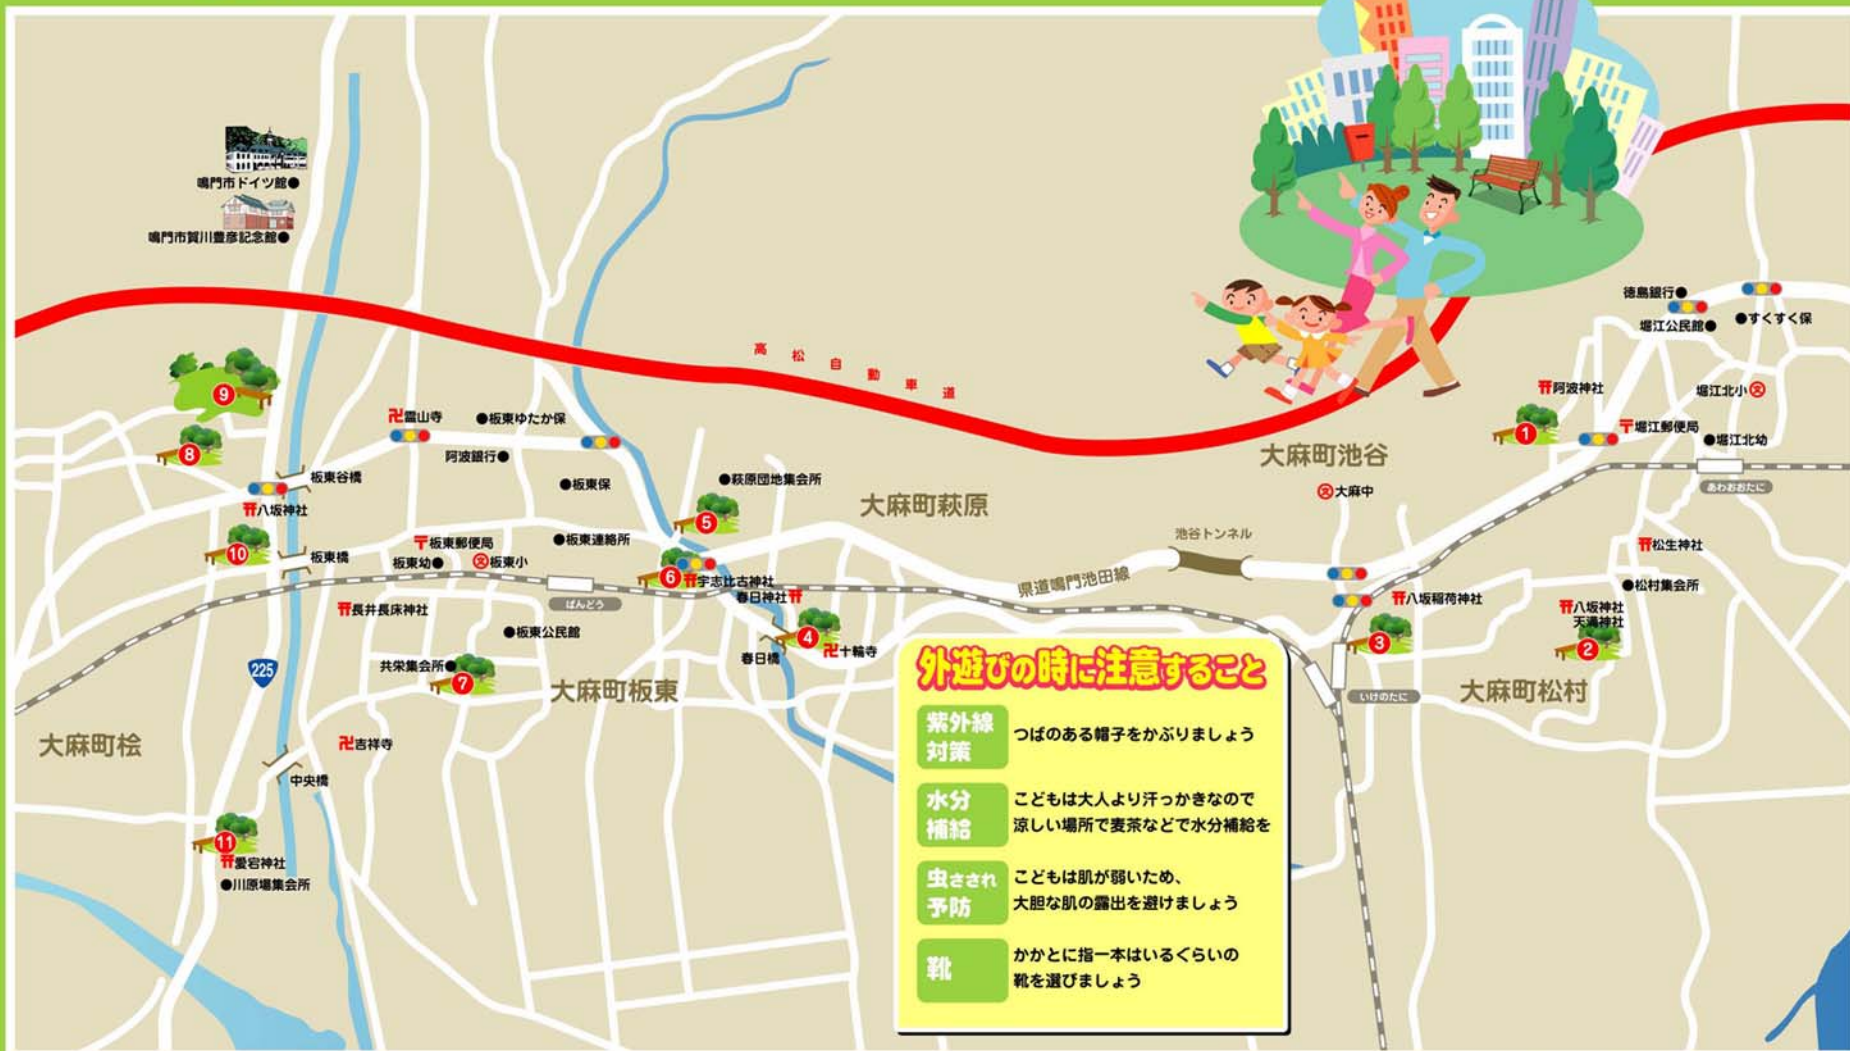 鳴門市ドイツ館●
鳴門市賀川豊彦記念館●
高松自動車道
徳島銀行●
堀江公民館●
●すくすく保
阿波神社
堀江北小 文
堀江郵便局
●堀江北幼
あわおおたに
9
8
霊山寺
●板東ゆたか保
阿波銀行●
板東谷橋
八坂神社
●板東保
●萩原団地集会所
5
大麻町萩原
大麻町池谷
文 大麻中
1
10
板東橋
〒板東郵便局
板東幼●
文 板東小
●板東連絡所
6
宇志比古神社
春日神社
ばんどう
長井長床神社
●板東公民館
池谷トンネル
県道鳴門池田線
松生神社
●松村集会所
八坂稲荷神社
八坂神社
天満神社
3
2
いけのたに
大麻町松村
春日橋
4
卍十輪寺
共栄集会所●
7
大麻町板東
225
大麻町桧
卍吉祥寺
中央橋
11
愛宕神社
●川原場集会所
外遊びの時に注意すること
紫外線
対策
つばのある帽子をかぶりましょう
水分
補給
こどもは大人より汗っかきなので
涼しい場所で麦茶などで水分補給を
虫さされ
予防
こどもは肌が弱いため、
大胆な肌の露出を避けましょう
靴
かかとに指一本はいるぐらいの
靴を選びましょう